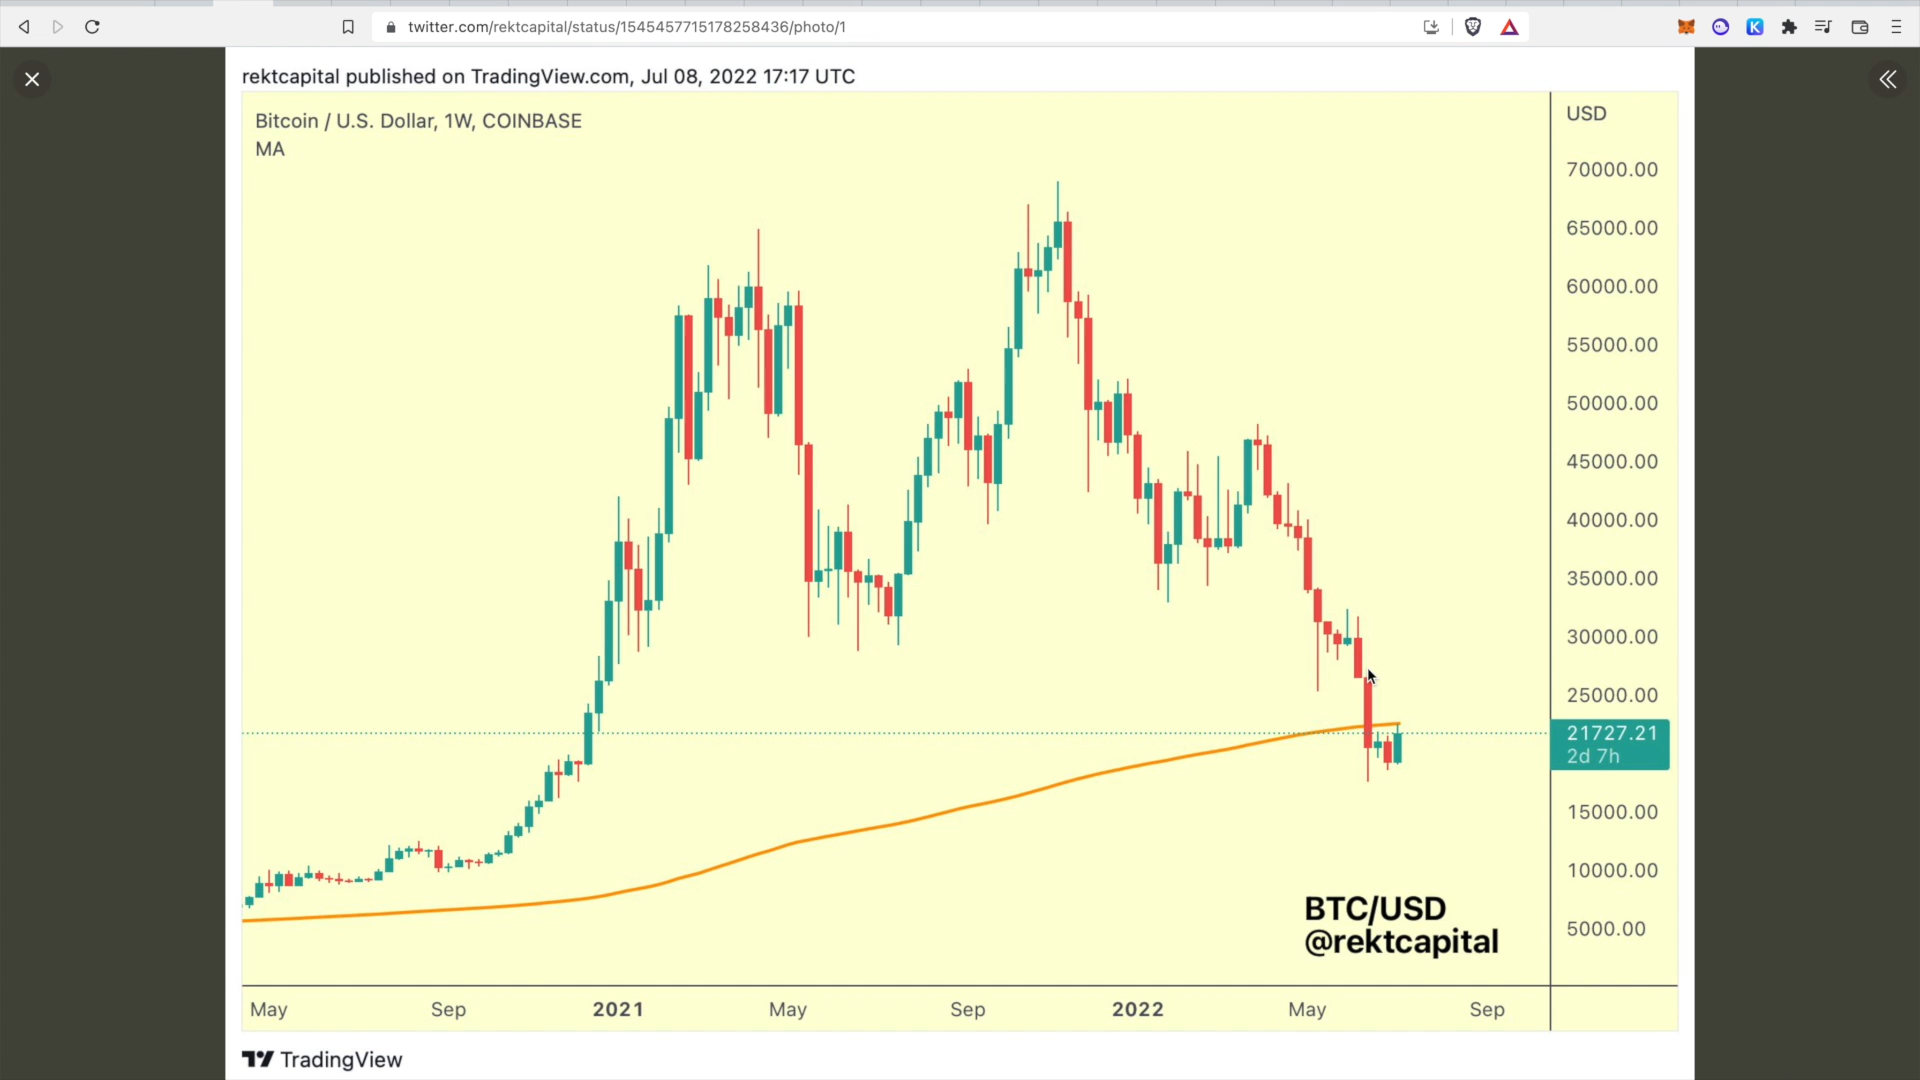 twitter.com/rektcapital/status/1545457715178258436/photo/1
rektcapital published on TradingView.com, Jul 08, 2022 17:17 UTC
Bitcoin / U.S. Dollar, 1W, COINBASE
MA
USD
70000.00
65000.00
60000.00
55000.00
50000.00
45000.00
40000.00
35000.00
30000.00
25000.00
21727.21
2d 7h
15000.00
10000.00
5000.00
BTC/USD
@rektcapital
May Sep 2021 May Sep 2022 May Sep
TradingView